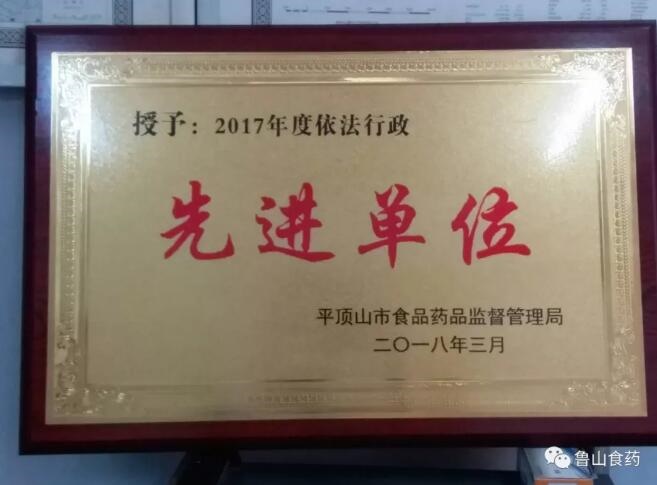 授予：2017年度依法行政
先进单位
平顶山市食品药品监督管理局
二〇一八年三月
鲁山食药